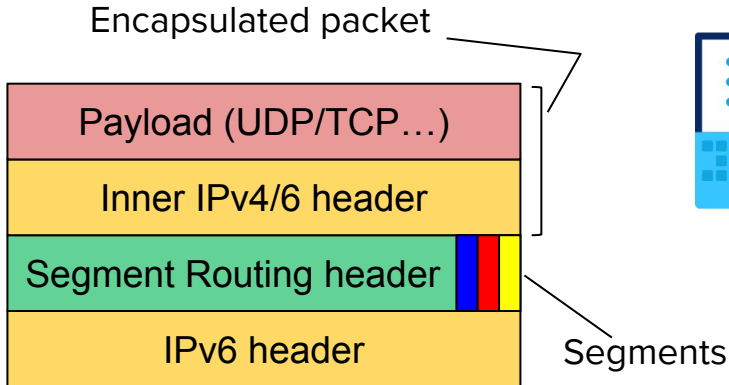 Encapsulated packet
Payload (UDP/TCP…)
Inner IPv4/6 header
Segment Routing header
IPv6 header
Segments